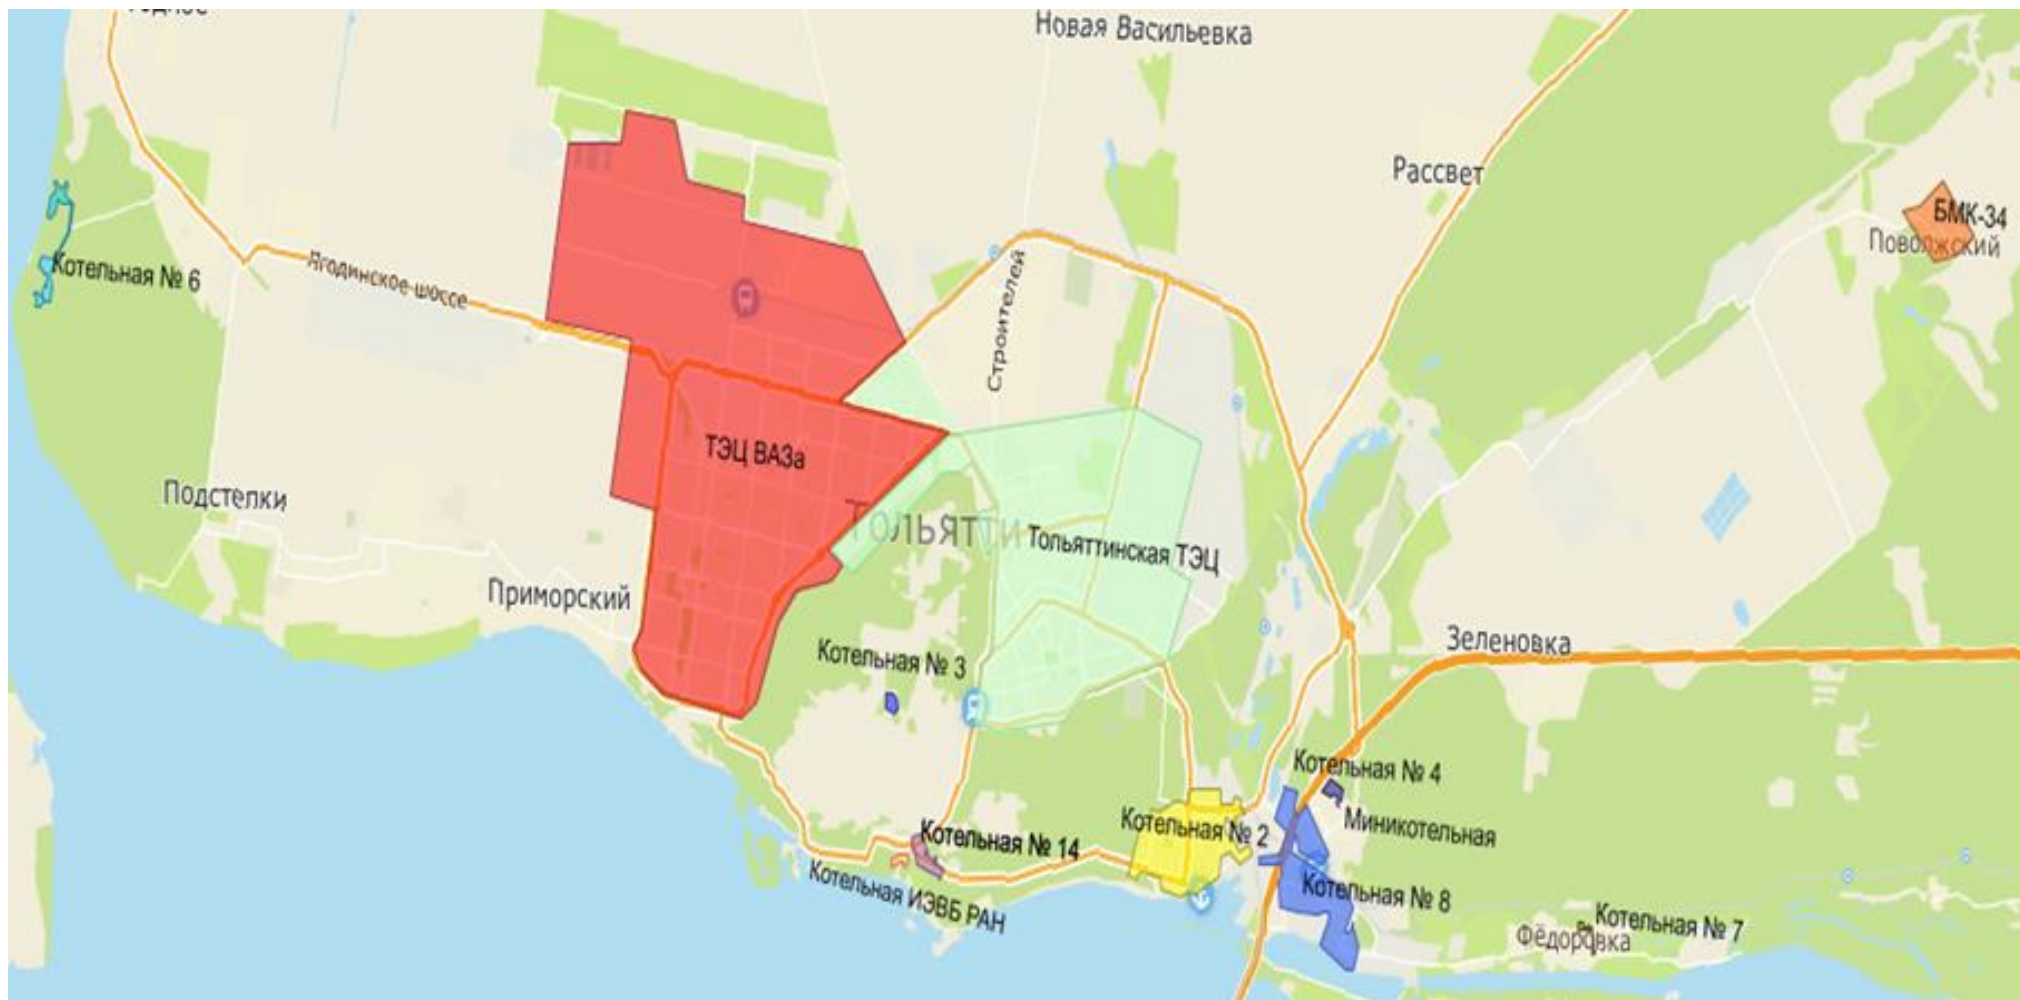 Новая Васильевка
Рассвет
БМК-34
Поволжский
Котельная № 6
Ягодинское шоссе
Строителей
ТЭЦ ВАЗа
Подстепки
ТОЛЬЯТТИ
Тольяттинская ТЭЦ
Приморский
Зеленовка
Котельная № 3
Котельная № 4
Миникотельная
Котельная № 2
Котельная № 14
Котельная ИЭВБ РАН
Котельная № 8
Котельная № 7
Фёдоровка